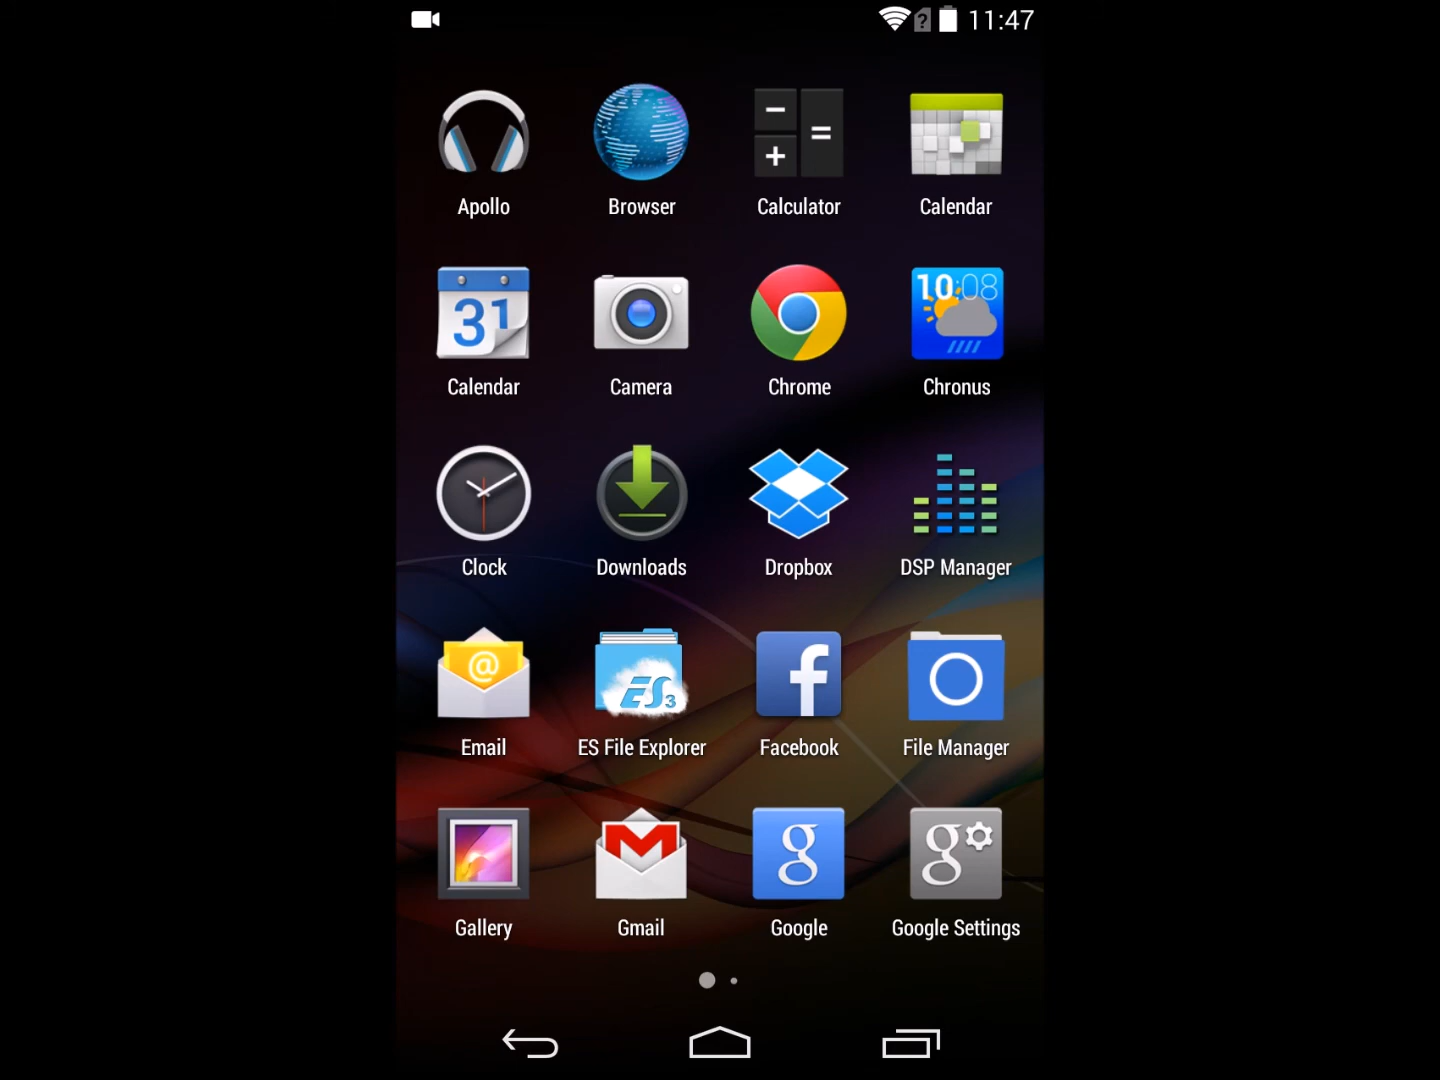 11:47
Apollo
Browser
Calculator
Calendar
31
10:08
Calendar
Camera
Chrome
Chronus
Clock
Downloads
Dropbox
DSP Manager
@
ES3
f
Email
ES File Explorer
Facebook
File Manager
M
g
g
Gallery
Gmail
Google
Google Settings